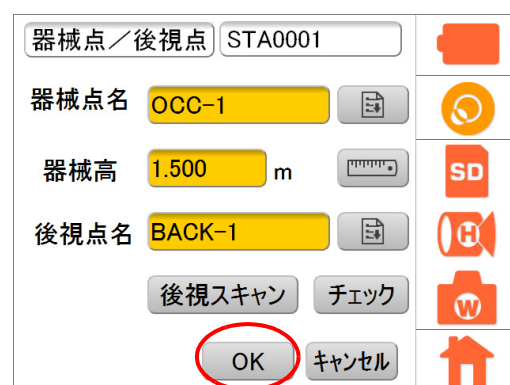 器械点／後視点 STA0001
器械点名 OCC-1
器械高 1.500 m
SD
後視点名 BACK-1
H
後視スキャン チェック
W
OK キャンセル